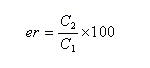 er = C₂/C₁ × 100